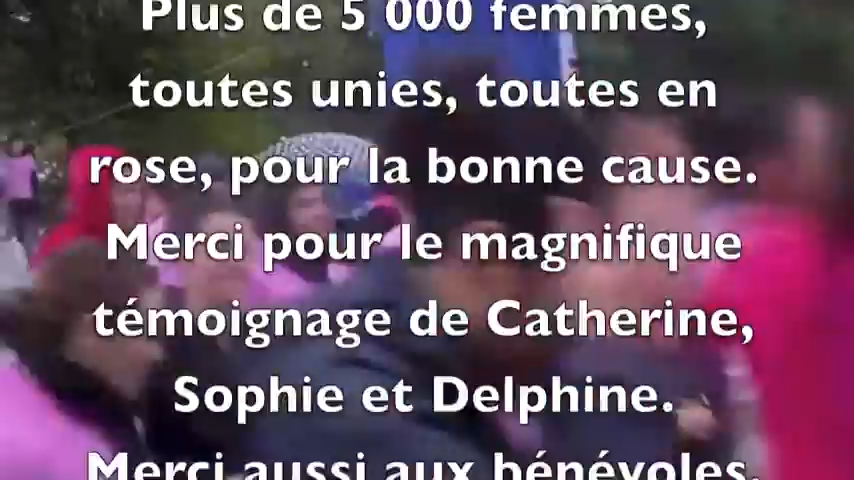 Plus de 5 000 femmes,
toutes unies, toutes en
rose, pour la bonne cause.
Merci pour le magnifique
témoignage de Catherine,
Sophie et Delphine.
Merci aussi aux bénévoles,